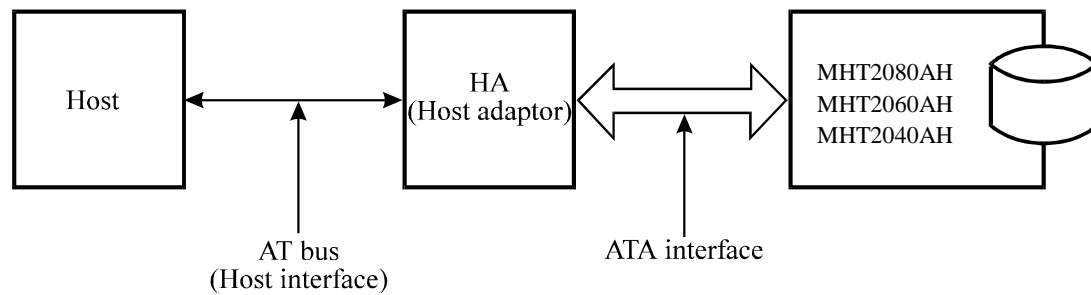 Host
HA
(Host adaptor)
MHT2080AH
MHT2060AH
MHT2040AH
AT bus
(Host interface)
ATA interface